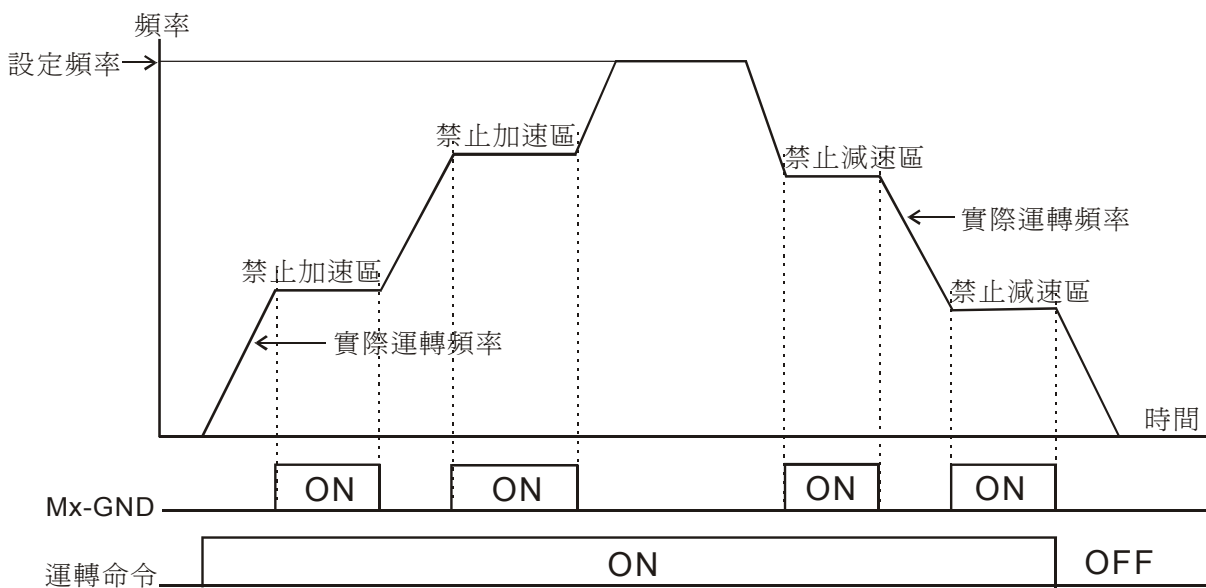 頻率
設定頻率
禁止加速區
禁止減速區
實際運轉頻率
禁止加速區
禁止減速區
實際運轉頻率
時間
ON ON ON ON
Mx-GND
ON OFF
運轉命令